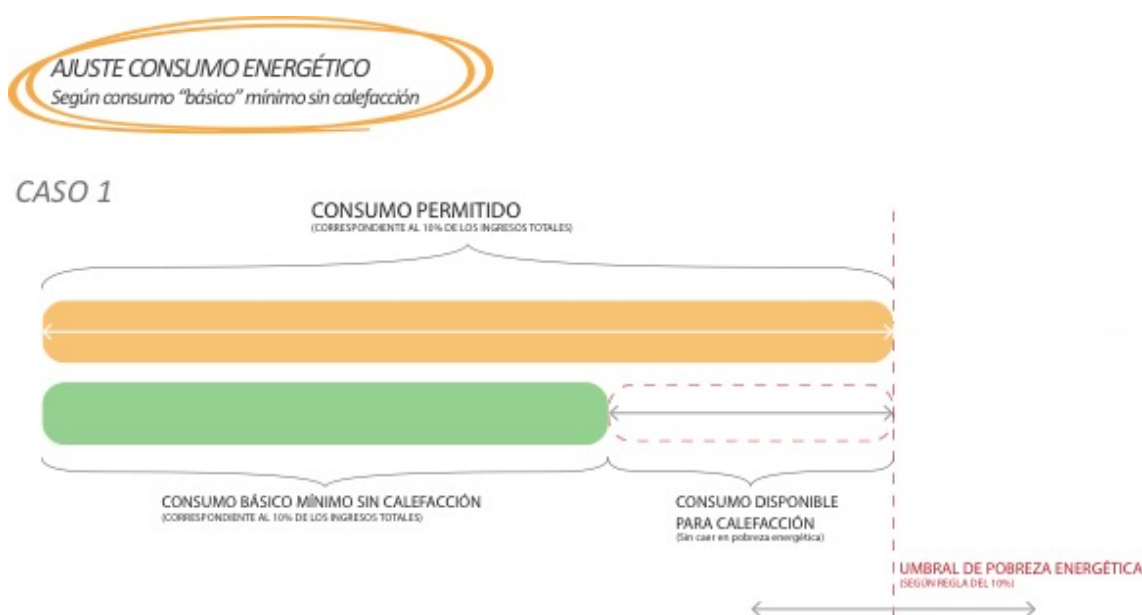 AJUSTE CONSUMO ENERGÉTICO
Según consumo “básico” mínimo sin calefacción
CASO 1
CONSUMO PERMITIDO
(CORRESPONDIENTE AL 10% DE LOS INGRESOS TOTALES)
CONSUMO BÁSICO MÍNIMO SIN CALEFACCIÓN
(CORRESPONDIENTE AL 10% DE LOS INGRESOS TOTALES)
CONSUMO DISPONIBLE
PARA CALEFACCIÓN
(Sin caer en pobreza energética)
UMBRAL DE POBREZA ENERGÉTICA
(SEGÚN REGLA DEL 10%)